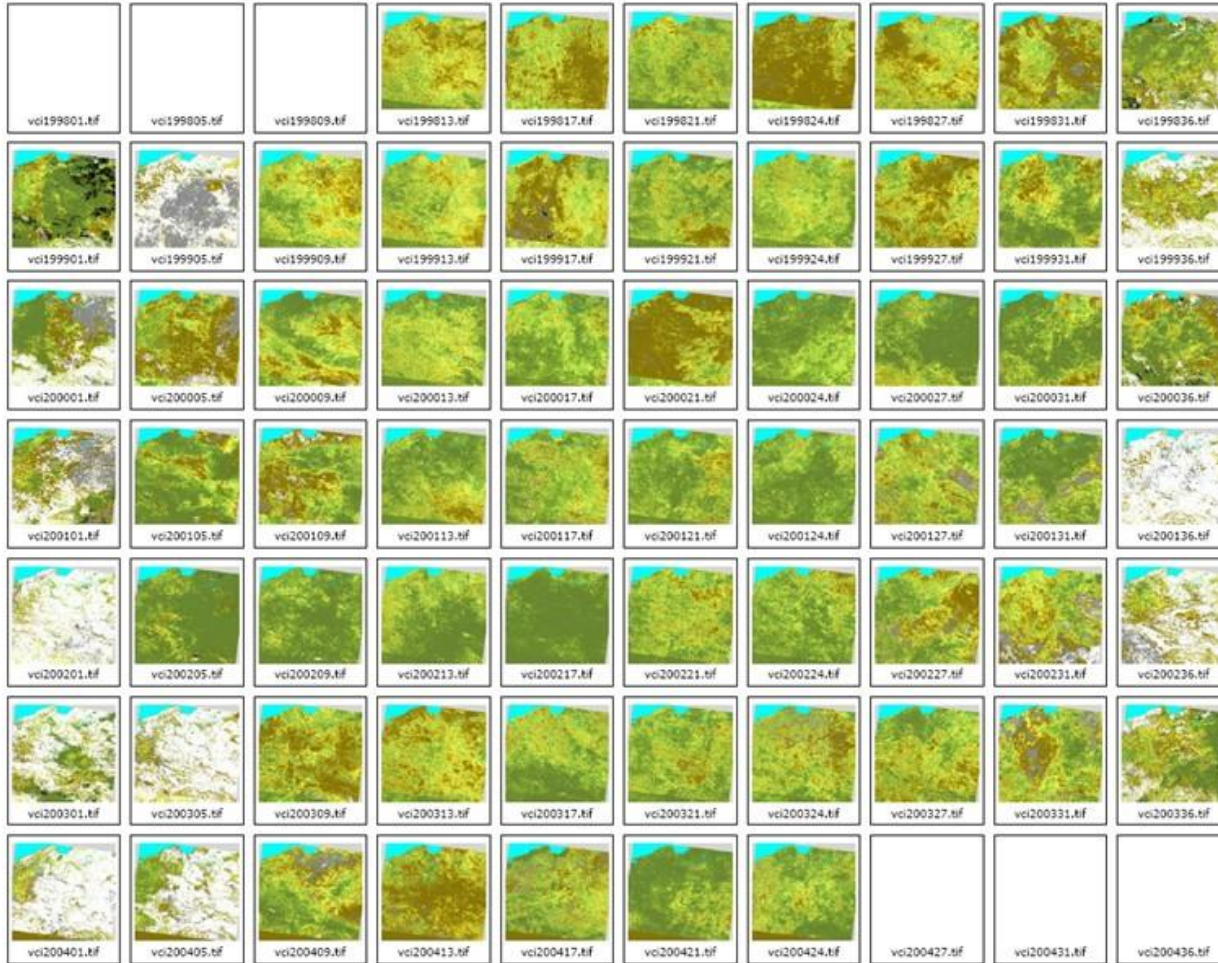 vci199801.tif vci199805.tif vci199809.tif vci199813.tif vci199817.tif vci199821.tif vci199824.tif vci199827.tif vci199831.tif vci199836.tif
vci199901.tif vci199905.tif vci199909.tif vci199913.tif vci199917.tif vci199921.tif vci199924.tif vci199927.tif vci199931.tif vci199936.tif
vci200001.tif vci200005.tif vci200009.tif vci200013.tif vci200017.tif vci200021.tif vci200024.tif vci200027.tif vci200031.tif vci200036.tif
vci200101.tif vci200105.tif vci200109.tif vci200113.tif vci200117.tif vci200121.tif vci200124.tif vci200127.tif vci200131.tif vci200136.tif
vci200201.tif vci200205.tif vci200209.tif vci200213.tif vci200217.tif vci200221.tif vci200224.tif vci200227.tif vci200231.tif vci200236.tif
vci200301.tif vci200305.tif vci200309.tif vci200313.tif vci200317.tif vci200321.tif vci200324.tif vci200327.tif vci200331.tif vci200336.tif
vci200401.tif vci200405.tif vci200409.tif vci200413.tif vci200417.tif vci200421.tif vci200424.tif vci200427.tif vci200431.tif vci200436.tif